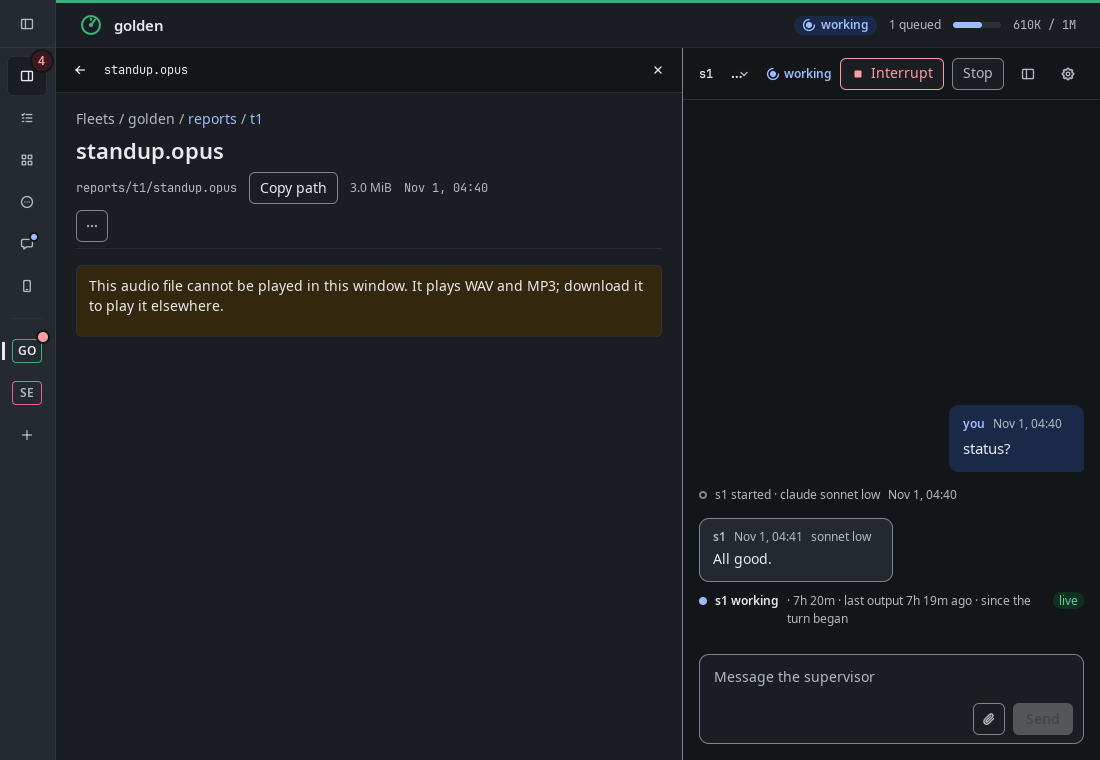 golden
working
1 queued
610K / 1M
4
standup.opus
s1
...
working
Interrupt
Stop
Fleets / golden / reports / t1
standup.opus
reports/t1/standup.opus
Copy path
3.0 MiB
Nov 1, 04:40
...
This audio file cannot be played in this window. It plays WAV and MP3; download it
to play it elsewhere.
GO
SE
you Nov 1, 04:40
status?
s1 started · claude sonnet low Nov 1, 04:40
s1 Nov 1, 04:41 sonnet low
All good.
s1 working · 7h 20m · last output 7h 19m ago · since the
turn began
live
Message the supervisor
Send